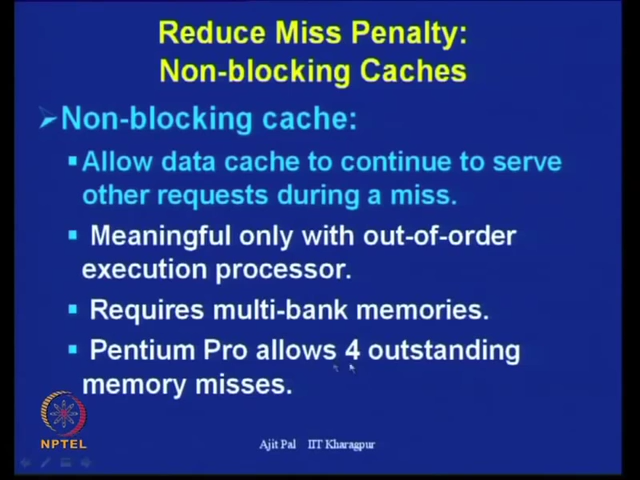 Reduce Miss Penalty:
Non-blocking Caches
Non-blocking cache:
Allow data cache to continue to serve
other requests during a miss.
Meaningful only with out-of-order
execution processor.
Requires multi-bank memories.
Pentium Pro allows 4 outstanding
memory misses.
NPTEL
Ajit Pal IIT Kharagpur